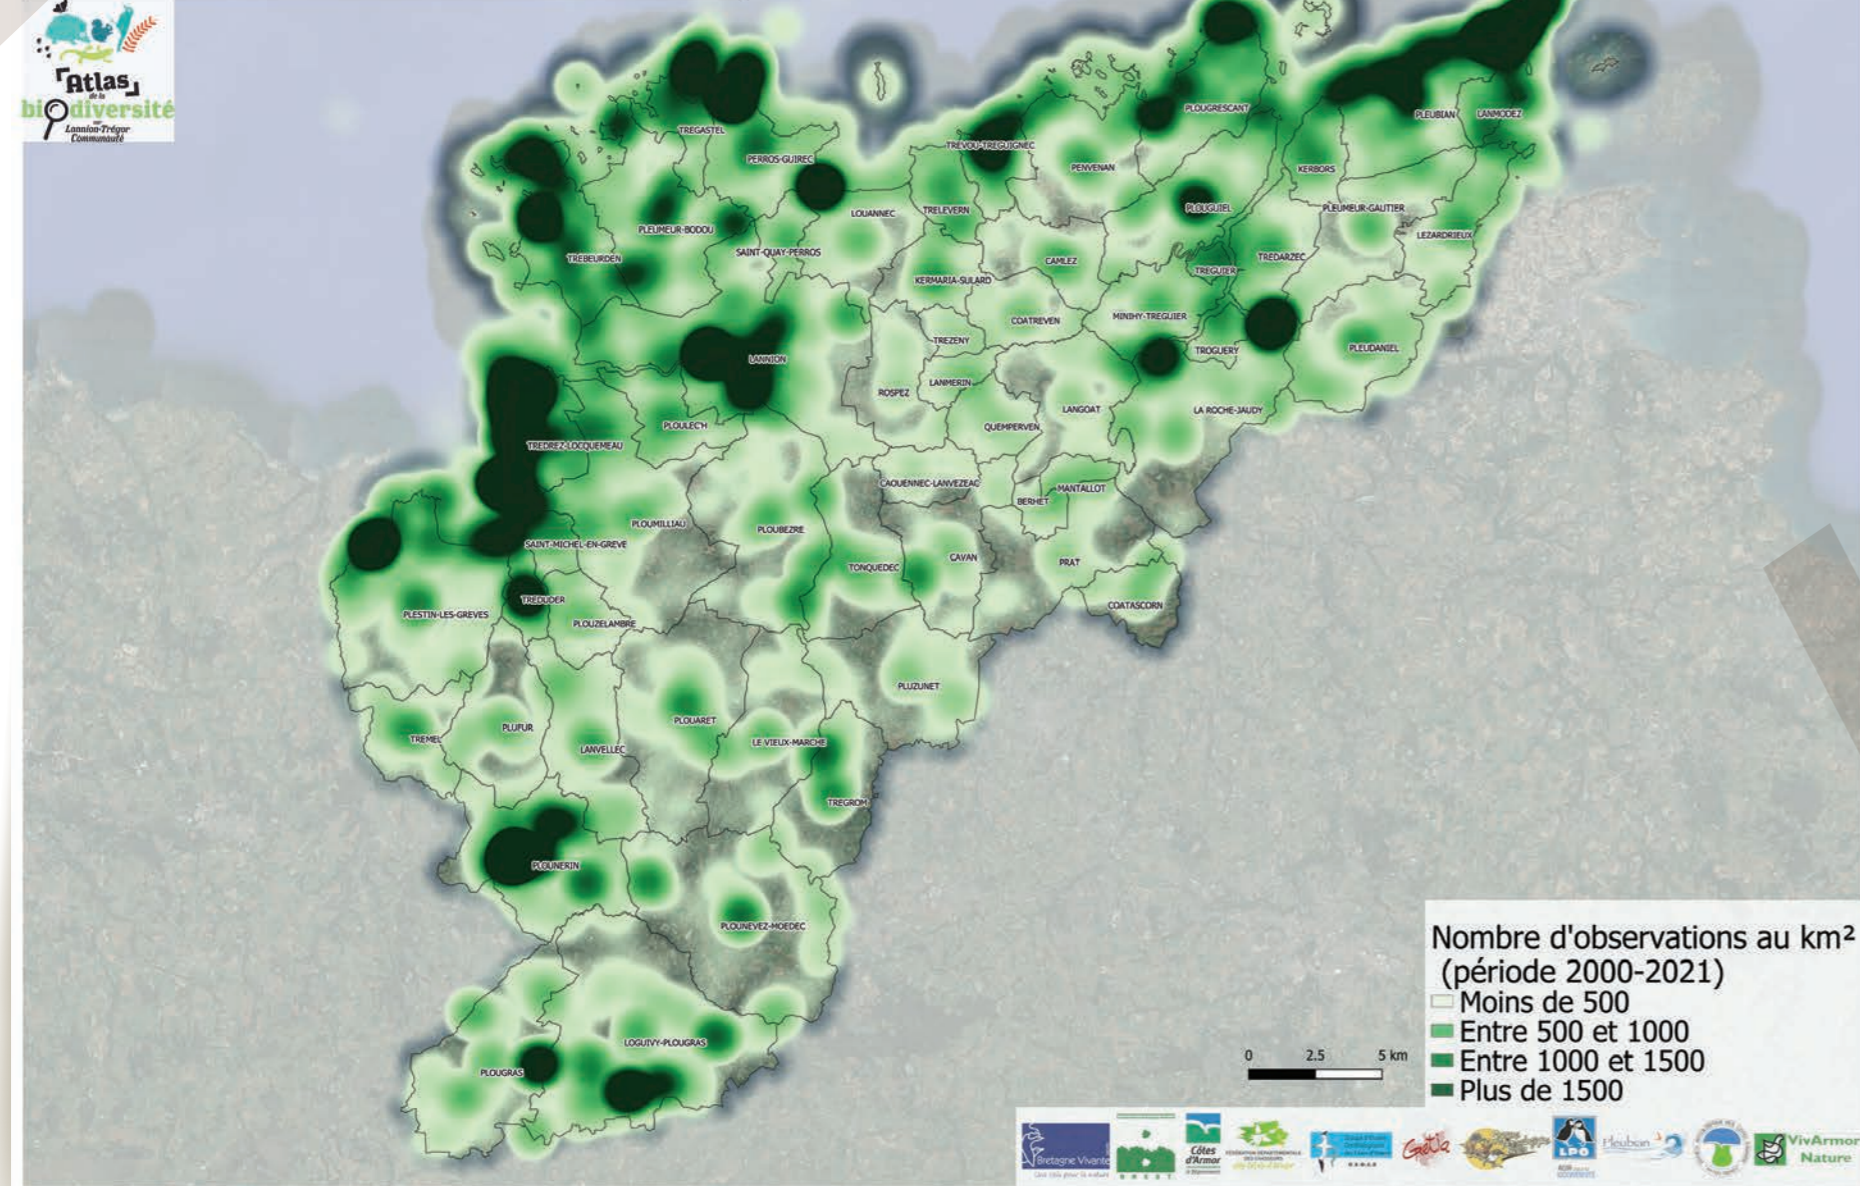 Atlas
de la
biodiversité
sur
Lannion-Trégor
Communauté
TREGASTEL
PERROS-GUIREC
TREVOU-TREGUIGNEC
PENVENAN
PLOUGRESCANT
PLEUBIAN
LANMODEZ
KERBORS
PLEUMEUR-BODOU
LOUANNEC
TRELEVERN
PLOUGUIEL
PLEUMEUR-GAUTIER
LEZARDRIEUX
TREBEURDEN
SAINT-QUAY-PERROS
KERMARIA-SULARD
CAMLEZ
TREGUIER
TREDARZEC
COATREVEN
MINIHY-TREGUIER
LANNION
TREZENY
TROGUERY
PLEUDANIEL
ROSPEZ
LANMERIN
LANGOAT
LA ROCHE-JAUDY
PLOULEC'H
QUEMPERVEN
TREDREZ-LOCQUEMEAU
CAOUENNEC-LANVEZEAC
BERHET
MANTALLOT
PLOUMILLIAU
PLOUBEZRE
SAINT-MICHEL-EN-GREVE
TONQUEDEC
CAVAN
PRAT
TREDUDER
PLESTIN-LES-GREVES
PLOUZELAMBRE
COATASCORN
PLUZUNET
TREMEL
PLUFUR
LANVELLEC
PLOUARET
LE VIEUX-MARCHE
TREGROM
PLOUNERIN
PLOUNEVEZ-MOEDEC
LOGUIVY-PLOUGRAS
PLOUGRAS
Nombre d'observations au km²
(période 2000-2021)
Moins de 500
Entre 500 et 1000
Entre 1000 et 1500
Plus de 1500
0 2.5 5 km
Bretagne Vivante
Côtes
d'Armor
Gretia
LPO
VivArmor
Nature